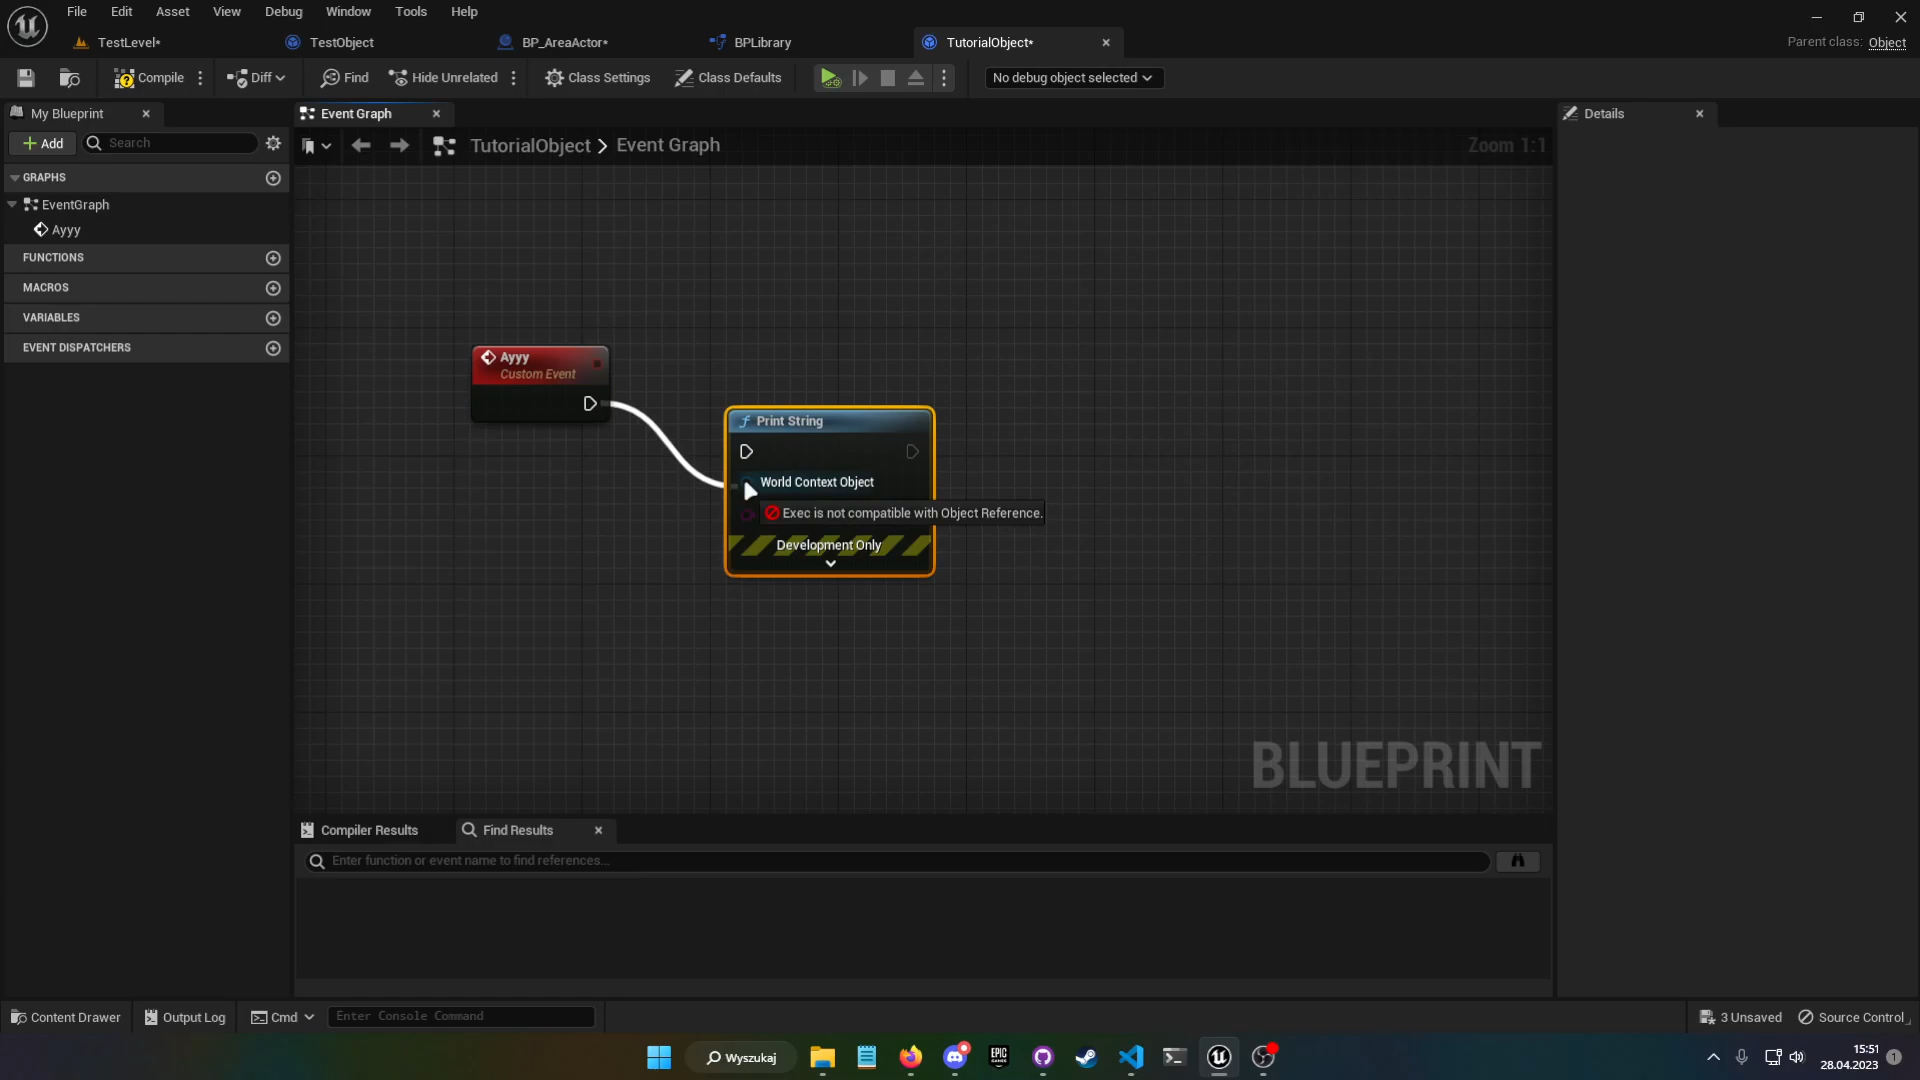 File Edit Asset View Debug Window Tools Help
TestLevel* TestObject BP_AreaActor* BPLibrary TutorialObject* Parent class: Object
Compile Diff Find Hide Unrelated Class Settings Class Defaults No debug object selected
My Blueprint Event Graph Details
Add Search TutorialObject > Event Graph Zoom 1:1
GRAPHS
EventGraph
Ayyy
FUNCTIONS
MACROS
VARIABLES
EVENT DISPATCHERS
Ayyy
Custom Event
Print String
World Context Object
Exec is not compatible with Object Reference.
Development Only
BLUEPRINT
Compiler Results Find Results
Enter function or event name to find references...
Content Drawer Output Log Cmd Enter Console Command 3 Unsaved Source Control
Wyszukaj EPIC GAMES 15:51
28.04.2023 1